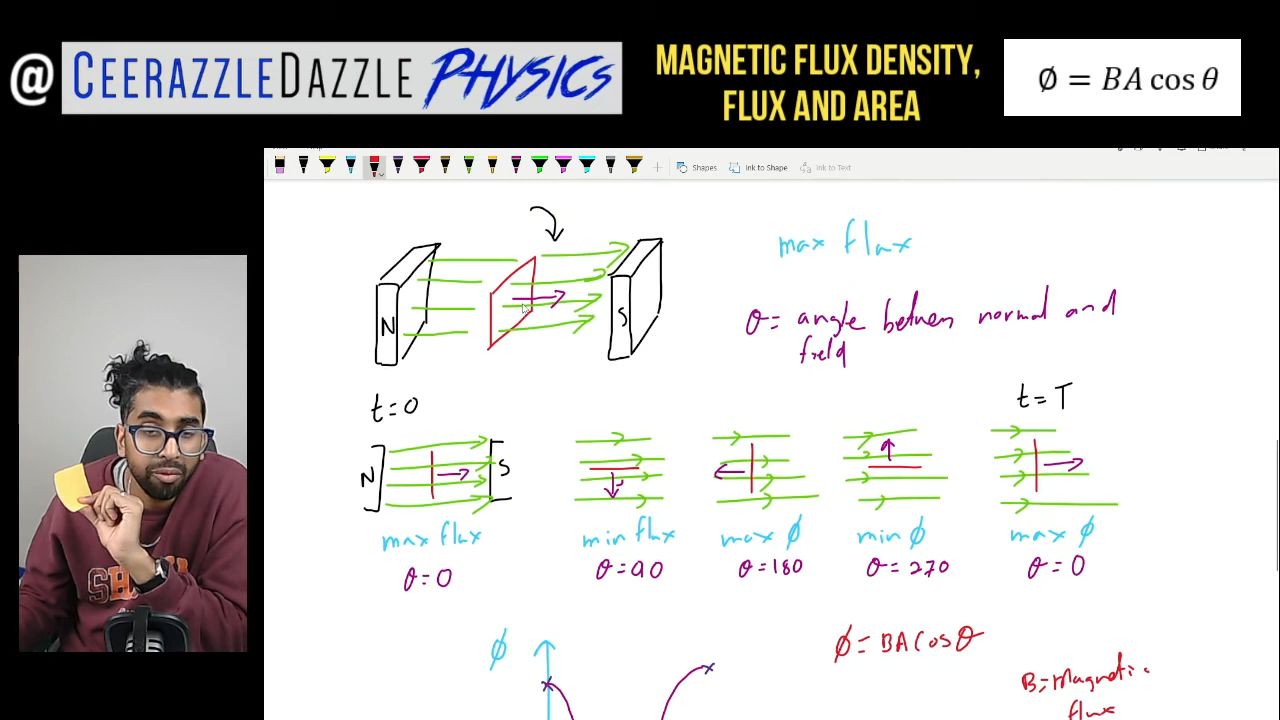 @ CEERAZZLEDAZZLE PHYSICS
MAGNETIC FLUX DENSITY,
FLUX AND AREA
∅ = BA cos θ
Shapes
Ink to Shape
Ink to Text
max flux
θ = angle between normal and
field
N
S
t = 0
t = T
N
S
max flux
min flux
max ϕ
min ϕ
max ϕ
θ = 0
θ = 90
θ = 180
θ = 270
θ = 0
ϕ
ϕ = BA Cos θ
B = Magnetic
flux